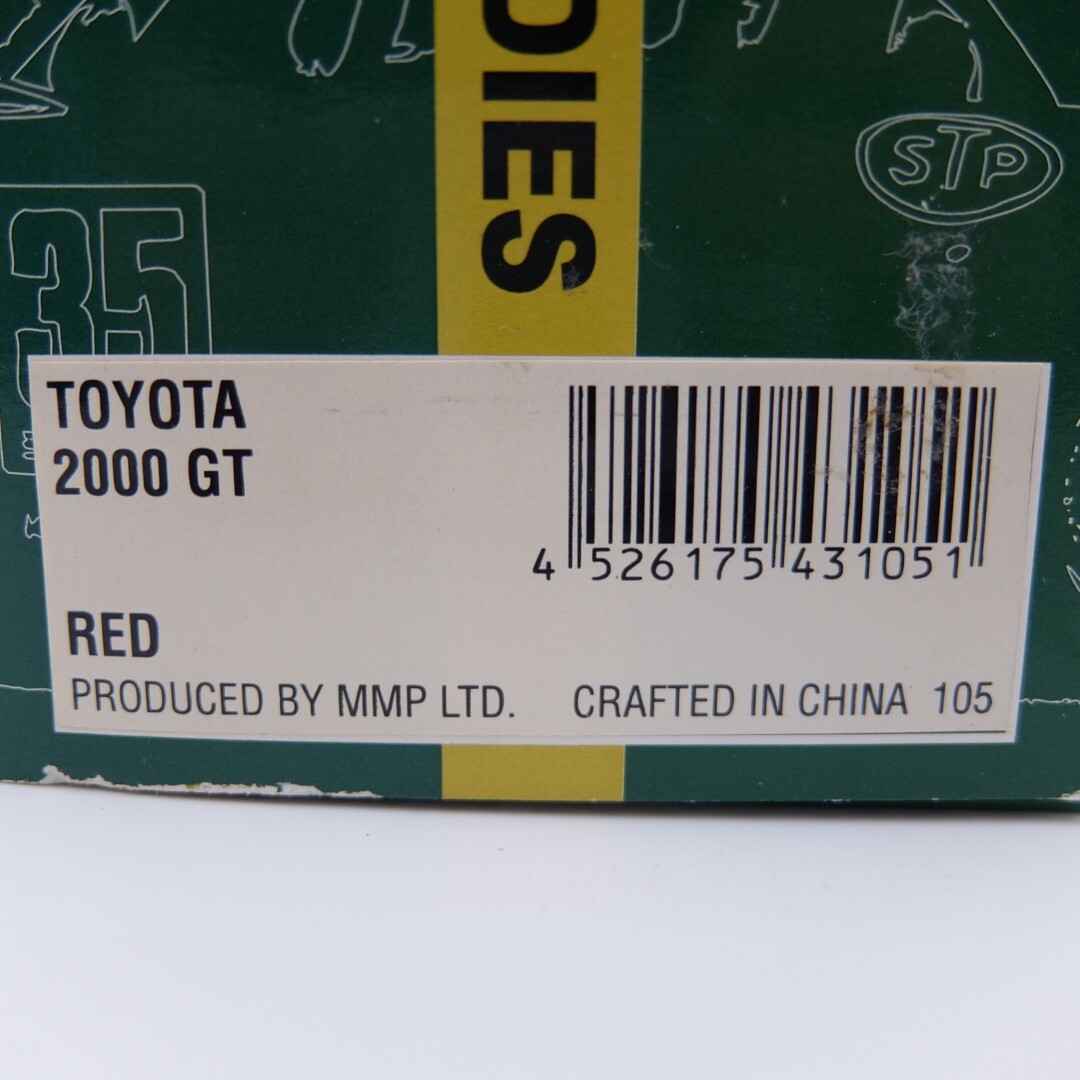 DIES
STP
35
TOYOTA
2000 GT
4 526175 431051
RED
PRODUCED BY MMP LTD. CRAFTED IN CHINA 105